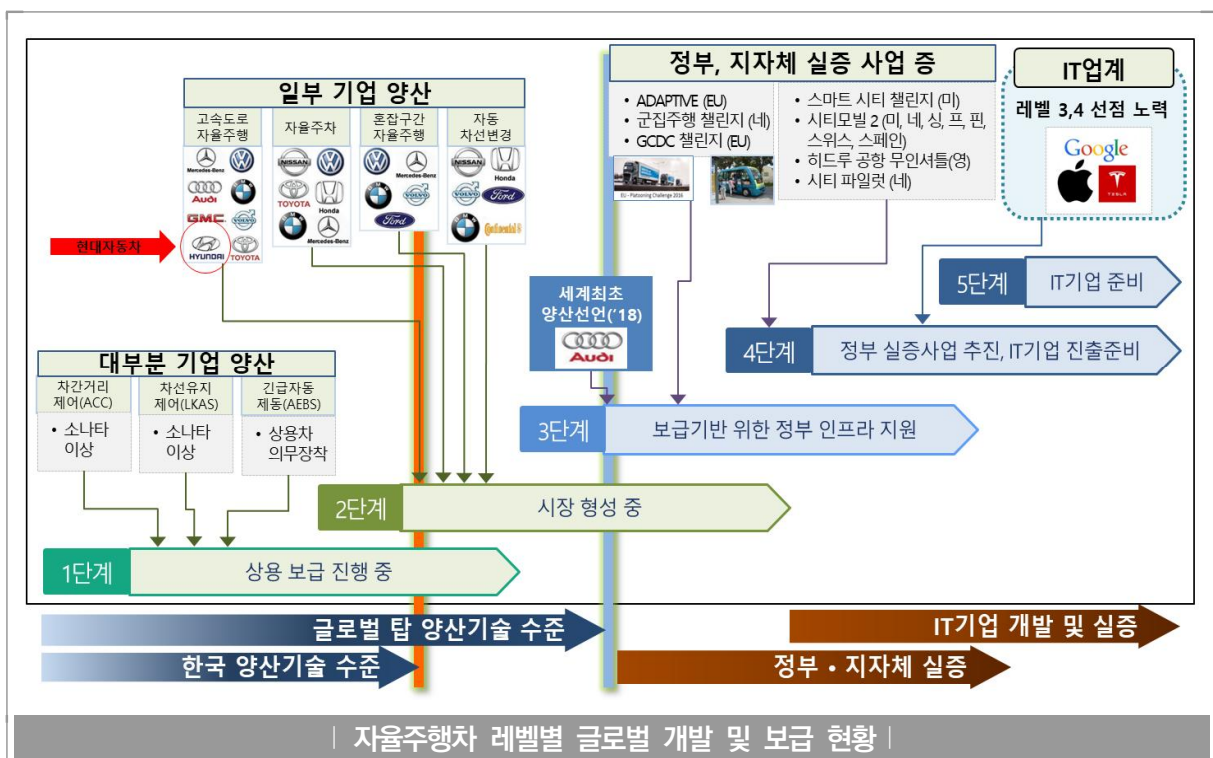 정부, 지자체 실증 사업 증
• ADAPTIVE (EU)
• 군집주행 챌린지 (네)
• GCDC 챌린지 (EU)
EU - Platooning Challenge 2016
• 스마트 시티 챌린지 (미)
• 시티모빌 2 (미, 네, 싱, 프, 핀,
스위스, 스페인)
• 히드루 공항 무인셔틀(영)
• 시티 파일럿 (네)
IT업계
레벨 3,4 선점 노력
Google
TESLA
일부 기업 양산
고속도로
자율주행
Mercedes-Benz
Audi
GMC
VOLVO
HYUNDAI
TOYOTA
현대자동차
자율주차
NISSAN
TOYOTA
Honda
Mercedes-Benz
혼잡구간
자율주행
Mercedes-Benz
VOLVO
Ford
자동
차선변경
NISSAN
Honda
VOLVO
Ford
Continental
세계최초
양산선언('18)
Audi
대부분 기업 양산
차간거리
제어(ACC)
• 소나타
이상
차선유지
제어(LKAS)
• 소나타
이상
긴급자동
제동(AEBS)
• 상용차
의무장착
5단계
IT기업 준비
4단계
정부 실증사업 추진, IT기업 진출준비
3단계
보급기반 위한 정부 인프라 지원
2단계
시장 형성 중
1단계
상용 보급 진행 중
글로벌 탑 양산기술 수준
IT기업 개발 및 실증
한국 양산기술 수준
정부 • 지자체 실증
| 자율주행차 레벨별 글로벌 개발 및 보급 현황 |